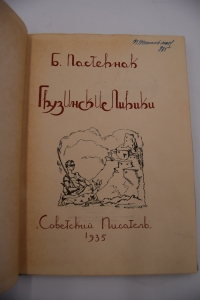 Б. Пастернак
Грузинские Лирики
Советский Писатель
1935